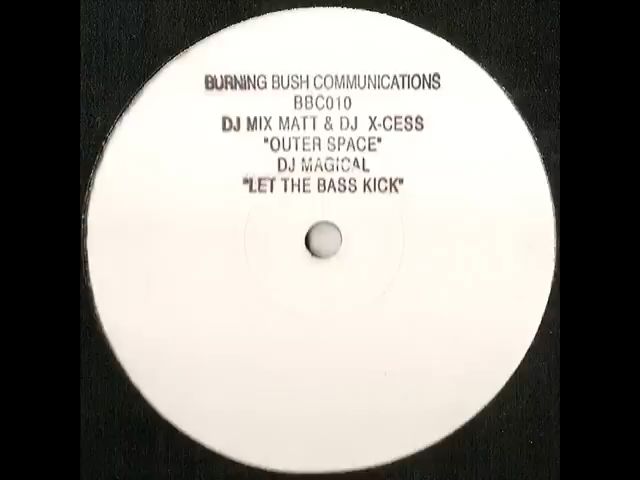 BURNING BUSH COMMUNICATIONS
BBC010
DJ MIX MATT & DJ X-CESS
"OUTER SPACE"
DJ MAGICAL
"LET THE BASS KICK"